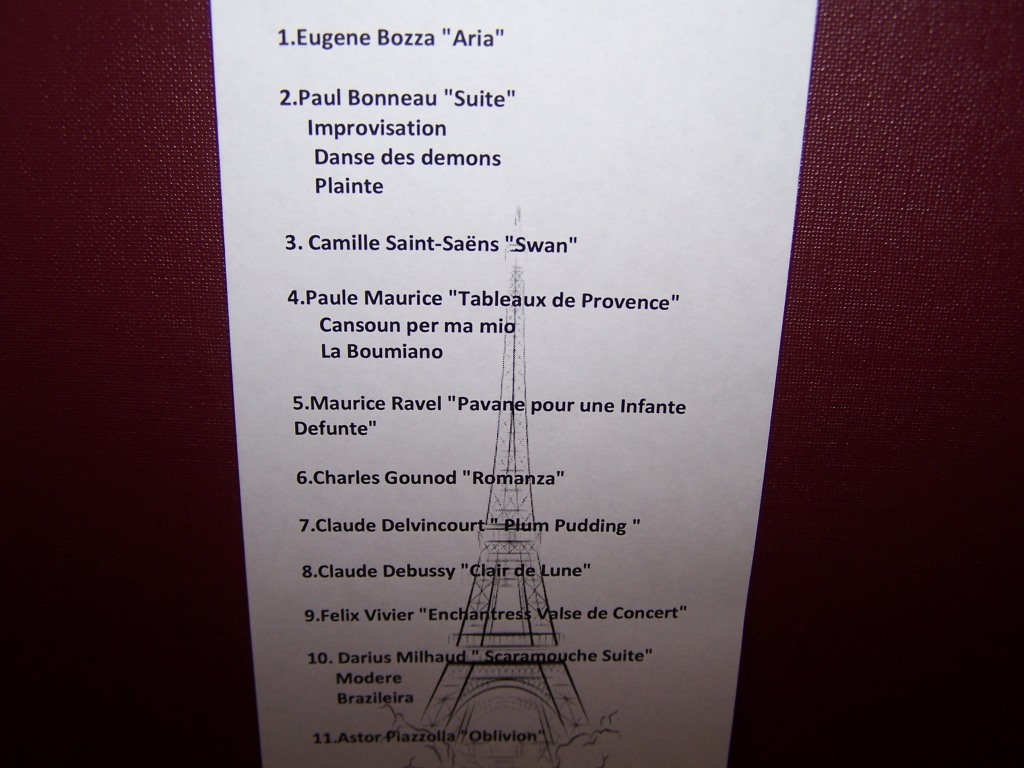 1.Eugene Bozza "Aria"
2.Paul Bonneau "Suite"
Improvisation
Danse des demons
Plainte
3. Camille Saint-Saëns "Swan"
4.Paule Maurice "Tableaux de Provence"
Cansoun per ma mio
La Boumiano
5.Maurice Ravel "Pavane pour une Infante
Defunte"
6.Charles Gounod "Romanza"
7.Claude Delvincourt " Plum Pudding "
8.Claude Debussy "Clair de Lune"
9.Felix Vivier "Enchantress Valse de Concert"
10. Darius Milhaud " Scaramouche Suite"
Modere
Brazileira
11.Astor Piazzolla "Oblivion"